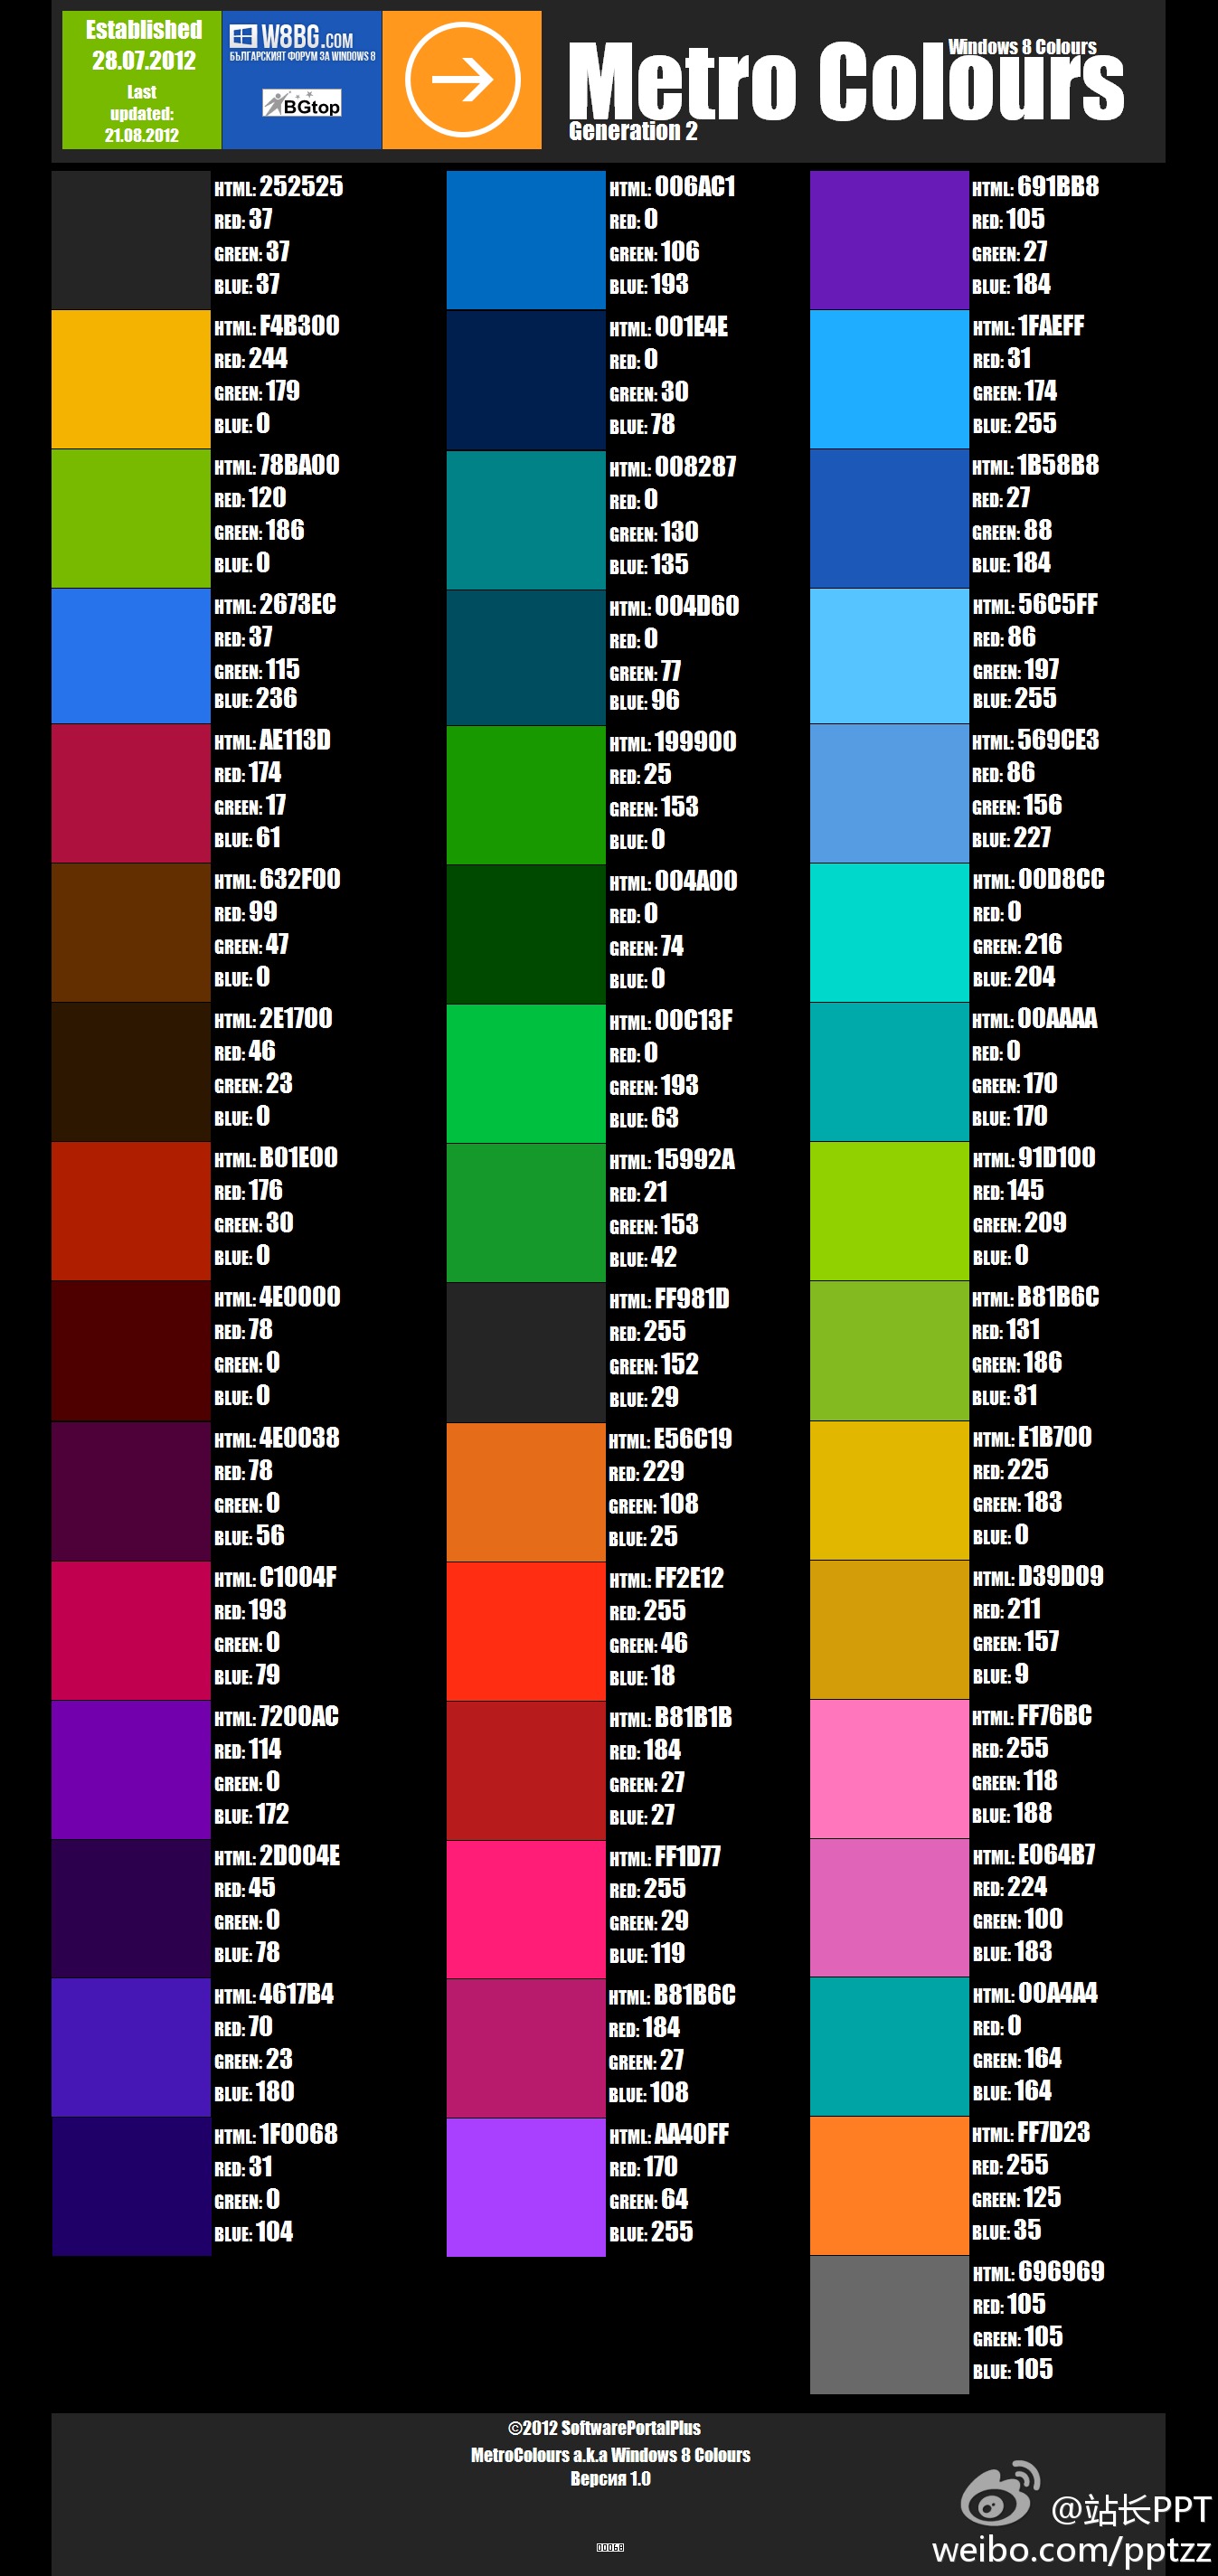 Established
28.07.2012
Last
updated:
21.08.2012
W8BG.COM
БЪЛГАРСКИЯТ ФОРУМ ЗА WINDOWS 8
BGtop
Windows 8 Colours
Metro Colours
Generation 2
HTML: 252525
RED: 37
GREEN: 37
BLUE: 37
HTML: F4B300
RED: 244
GREEN: 179
BLUE: 0
HTML: 78BA00
RED: 120
GREEN: 186
BLUE: 0
HTML: 2673EC
RED: 37
GREEN: 115
BLUE: 236
HTML: AE113D
RED: 174
GREEN: 17
BLUE: 61
HTML: 632F00
RED: 99
GREEN: 47
BLUE: 0
HTML: 2E1700
RED: 46
GREEN: 23
BLUE: 0
HTML: B01E00
RED: 176
GREEN: 30
BLUE: 0
HTML: 4E0000
RED: 78
GREEN: 0
BLUE: 0
HTML: 4E0038
RED: 78
GREEN: 0
BLUE: 56
HTML: C1004F
RED: 193
GREEN: 0
BLUE: 79
HTML: 7200AC
RED: 114
GREEN: 0
BLUE: 172
HTML: 2D004E
RED: 45
GREEN: 0
BLUE: 78
HTML: 4617B4
RED: 70
GREEN: 23
BLUE: 180
HTML: 1F0068
RED: 31
GREEN: 0
BLUE: 104
HTML: 006AC1
RED: 0
GREEN: 106
BLUE: 193
HTML: 001E4E
RED: 0
GREEN: 30
BLUE: 78
HTML: 008287
RED: 0
GREEN: 130
BLUE: 135
HTML: 004D60
RED: 0
GREEN: 77
BLUE: 96
HTML: 199900
RED: 25
GREEN: 153
BLUE: 0
HTML: 004A00
RED: 0
GREEN: 74
BLUE: 0
HTML: 00C13F
RED: 0
GREEN: 193
BLUE: 63
HTML: 15992A
RED: 21
GREEN: 153
BLUE: 42
HTML: FF981D
RED: 255
GREEN: 152
BLUE: 29
HTML: E56C19
RED: 229
GREEN: 108
BLUE: 25
HTML: FF2E12
RED: 255
GREEN: 46
BLUE: 18
HTML: B81B1B
RED: 184
GREEN: 27
BLUE: 27
HTML: FF1D77
RED: 255
GREEN: 29
BLUE: 119
HTML: B81B6C
RED: 184
GREEN: 27
BLUE: 108
HTML: AA40FF
RED: 170
GREEN: 64
BLUE: 255
HTML: 691BB8
RED: 105
GREEN: 27
BLUE: 184
HTML: 1FAEFF
RED: 31
GREEN: 174
BLUE: 255
HTML: 1B58B8
RED: 27
GREEN: 88
BLUE: 184
HTML: 56C5FF
RED: 86
GREEN: 197
BLUE: 255
HTML: 569CE3
RED: 86
GREEN: 156
BLUE: 227
HTML: 00D8CC
RED: 0
GREEN: 216
BLUE: 204
HTML: 00AAAA
RED: 0
GREEN: 170
BLUE: 170
HTML: 91D100
RED: 145
GREEN: 209
BLUE: 0
HTML: B81B6C
RED: 131
GREEN: 186
BLUE: 31
HTML: E1B700
RED: 225
GREEN: 183
BLUE: 0
HTML: D39D09
RED: 211
GREEN: 157
BLUE: 9
HTML: FF76BC
RED: 255
GREEN: 118
BLUE: 188
HTML: E064B7
RED: 224
GREEN: 100
BLUE: 183
HTML: 00A4A4
RED: 0
GREEN: 164
BLUE: 164
HTML: FF7D23
RED: 255
GREEN: 125
BLUE: 35
HTML: 696969
RED: 105
GREEN: 105
BLUE: 105
©2012 SoftwarePortalPlus
MetroColours a.k.a Windows 8 Colours
Версия 1.0
@站长PPT
weibo.com/pptzz